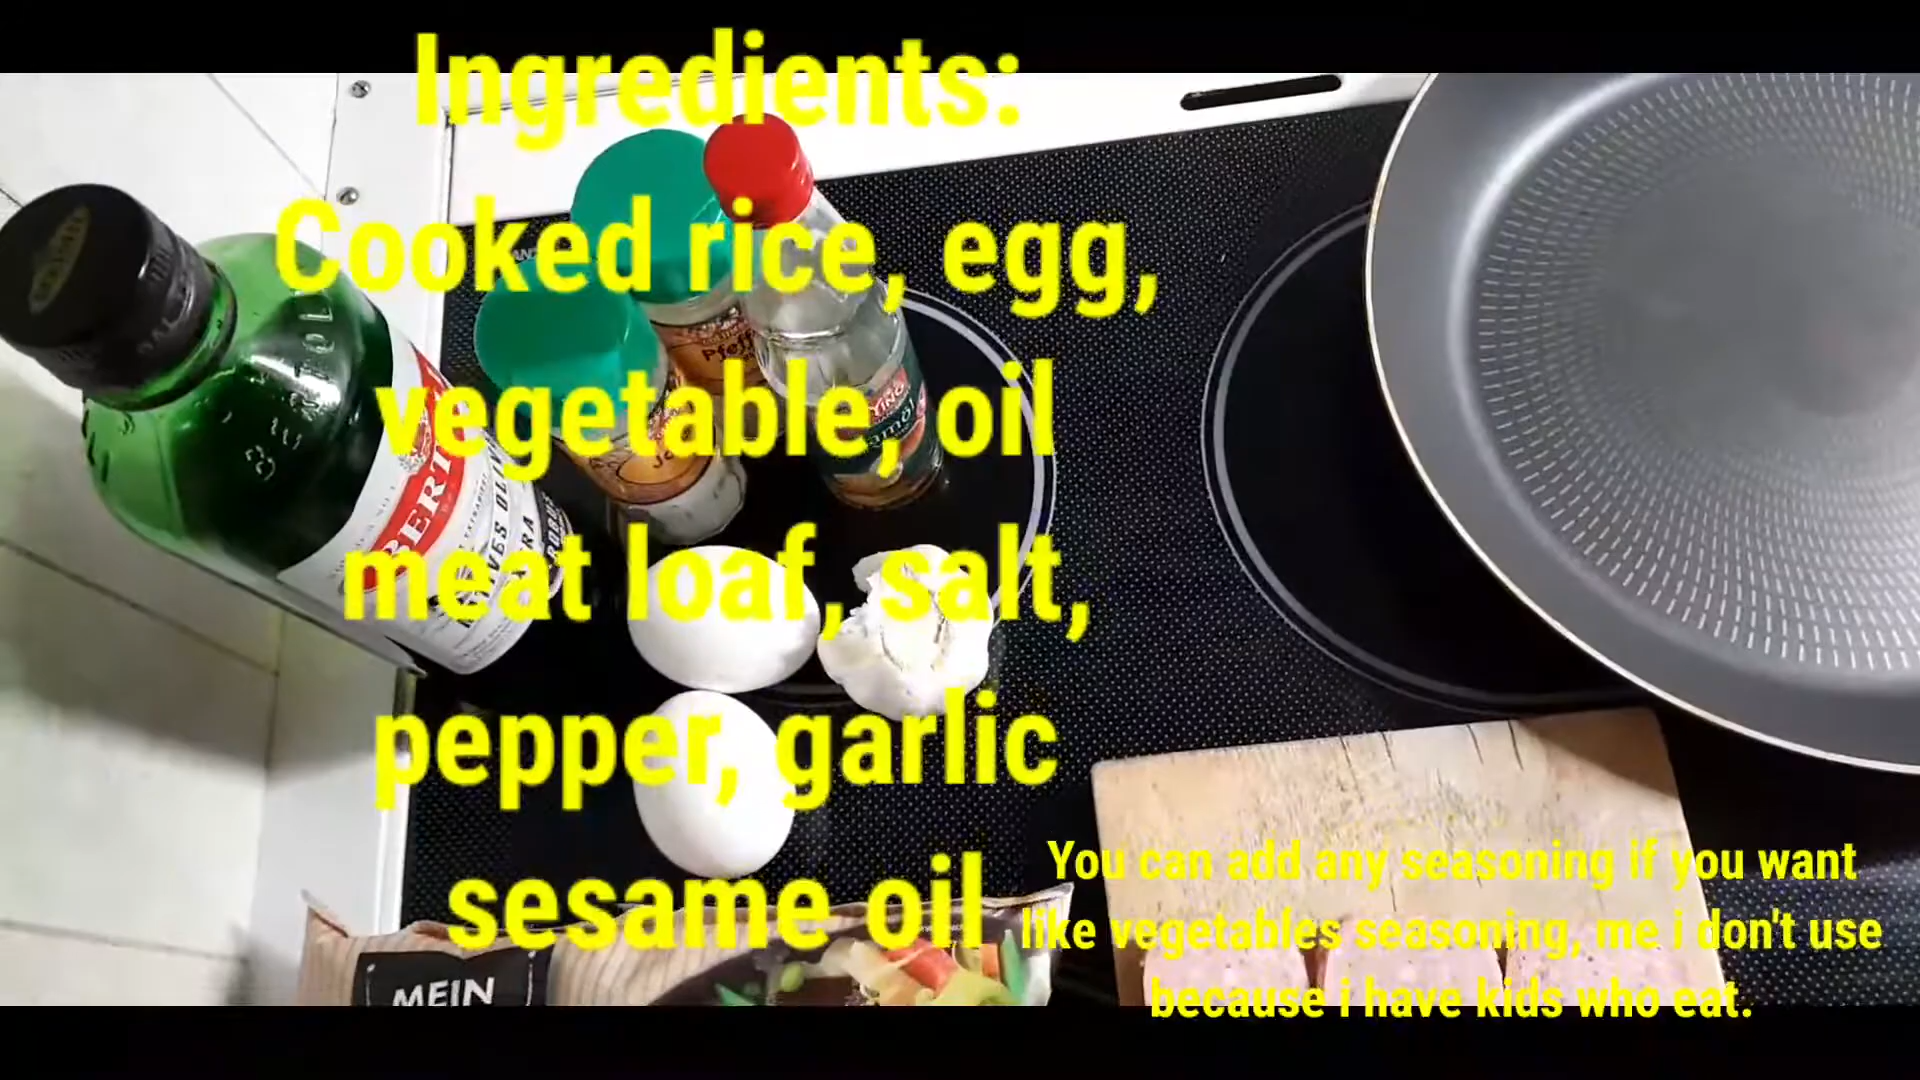 Ingredients:
Cooked rice, egg,
vegetable, oil
meat loaf, salt,
pepper, garlic
sesame oil
You can add any seasoning if you want
like vegetables seasoning, me i don't use
because i have kids who eat.
MEIN